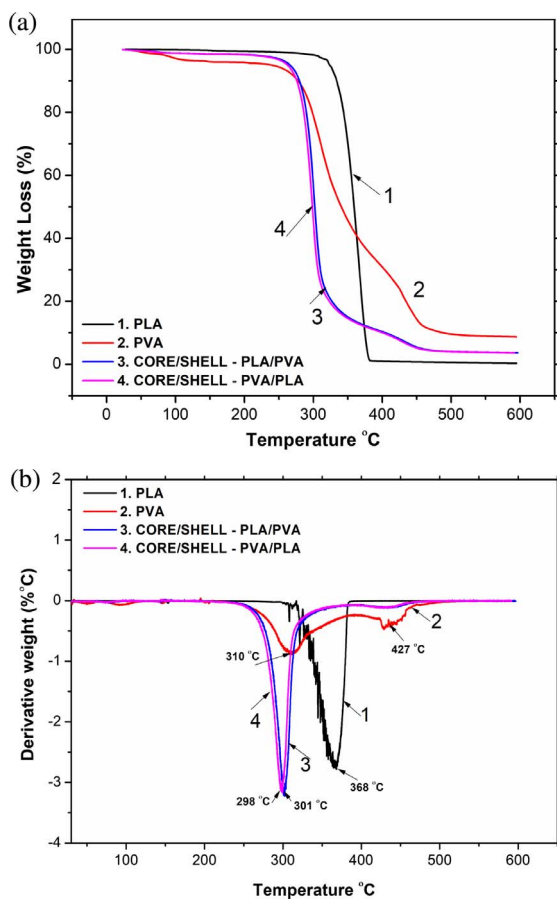 (a)
100
80
60
40
20
0
Weight Loss (%)
1
2
3
4
1. PLA
2. PVA
3. CORE/SHELL - PLA/PVA
4. CORE/SHELL - PVA/PLA
0 100 200 300 400 500 600
Temperature °C
(b)
2
1
0
-1
-2
-3
-4
Derivative weight (%°C)
1. PLA
2. PVA
3. CORE/SHELL - PLA/PVA
4. CORE/SHELL - PVA/PLA
310 °C
427 °C
2
4
3
1
298 °C
301 °C
368 °C
100 200 300 400 500 600
Temperature °C